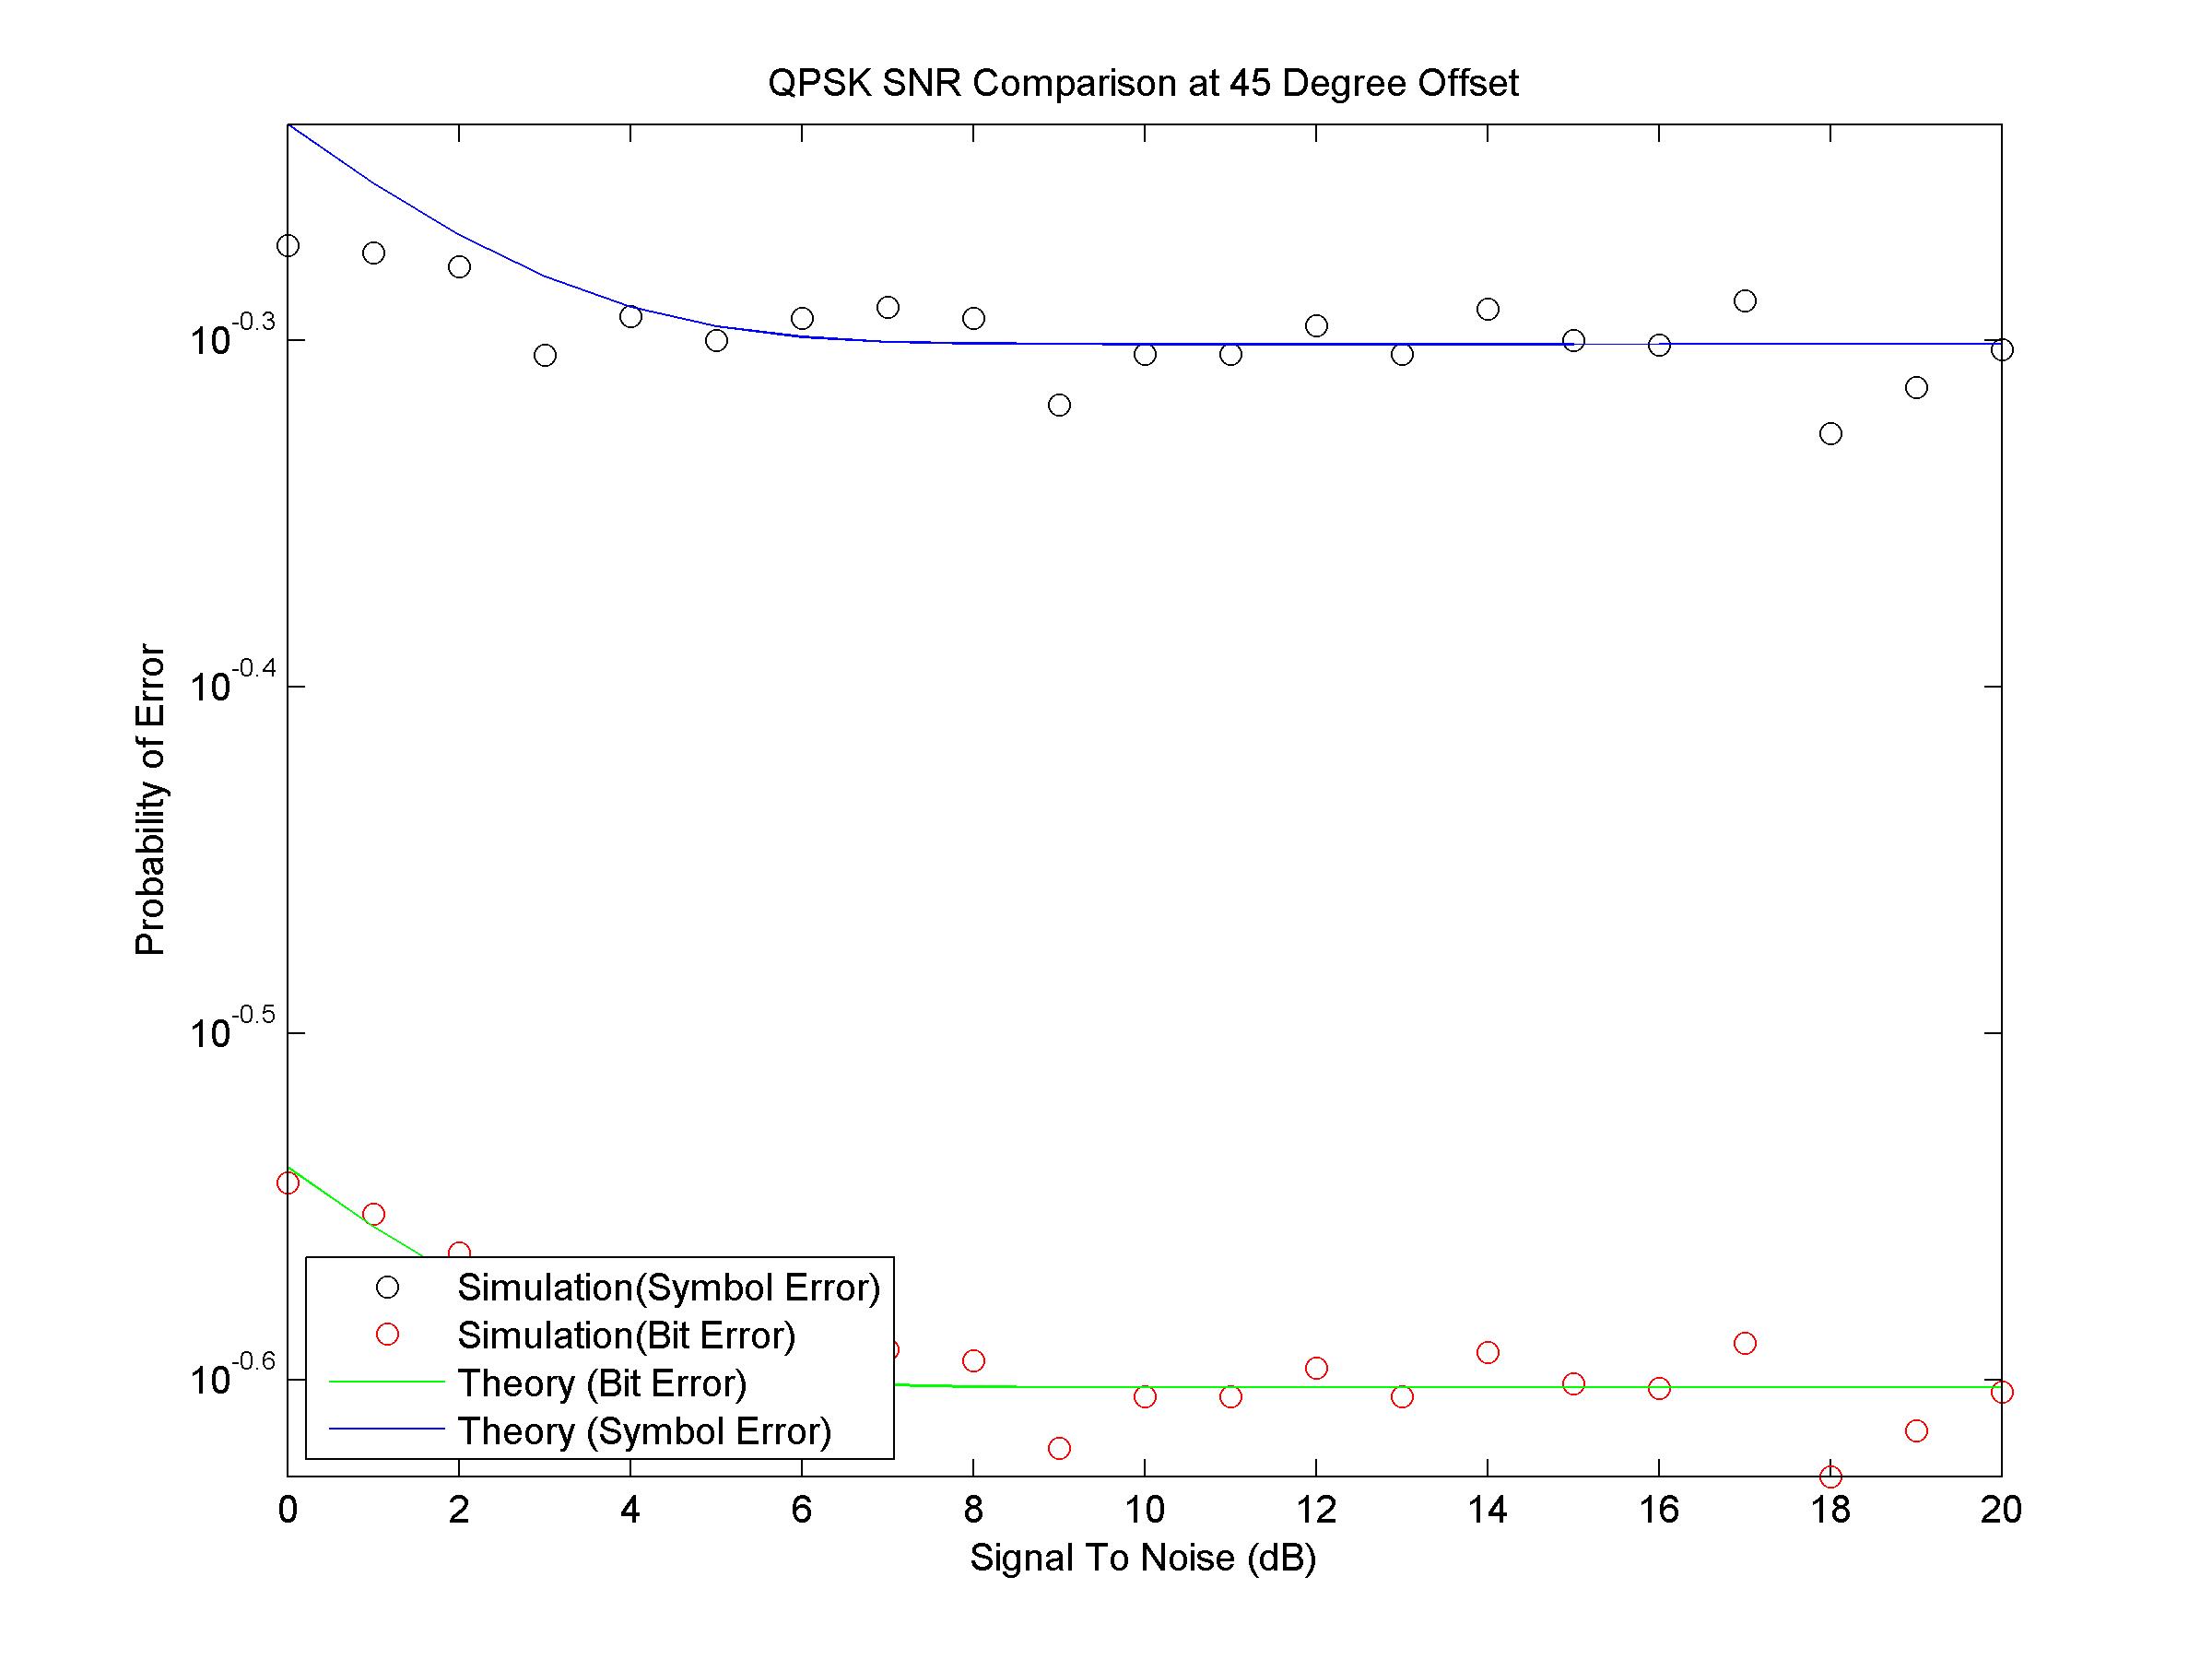 QPSK SNR Comparison at 45 Degree Offset
10^-0.3
10^-0.4
10^-0.5
10^-0.6
Probability of Error
Simulation(Symbol Error)
Simulation(Bit Error)
Theory (Bit Error)
Theory (Symbol Error)
0 2 4 6 8 10 12 14 16 18 20
Signal To Noise (dB)